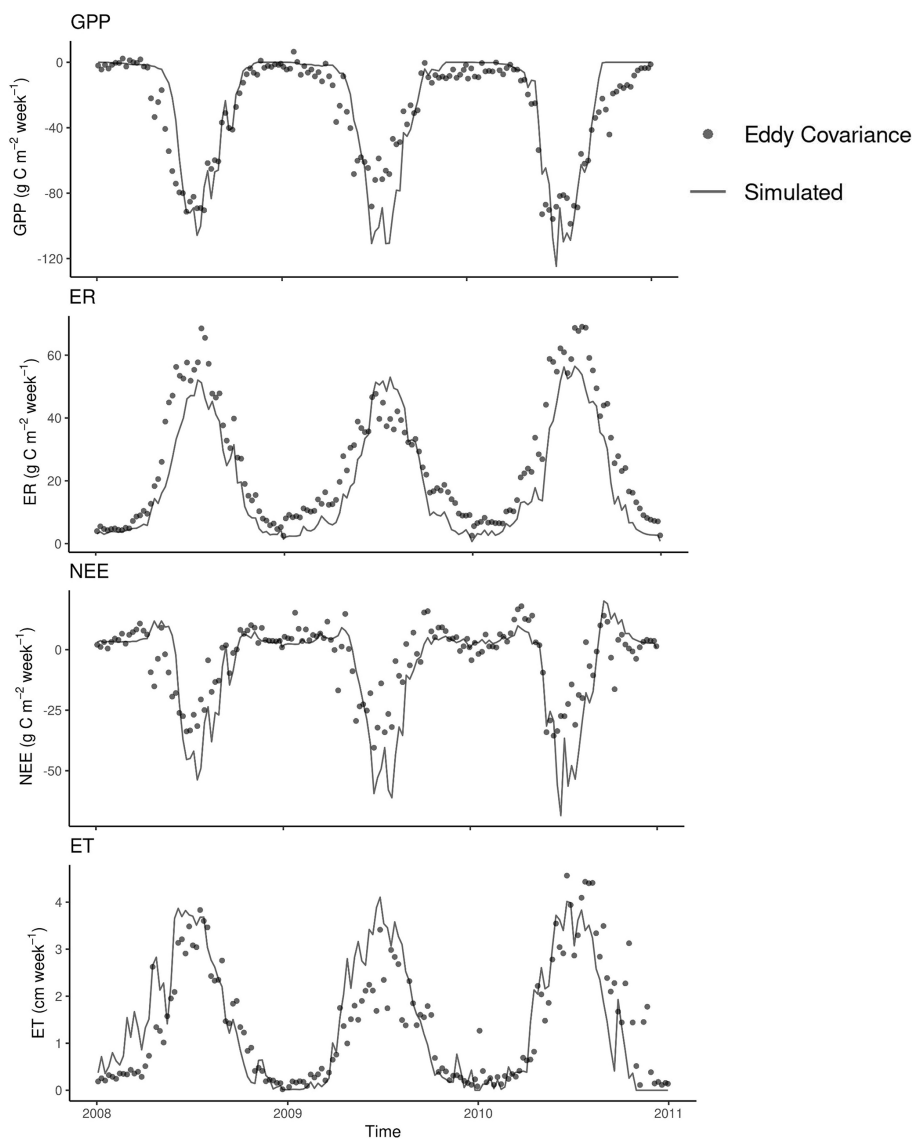 GPP
0
-40
-80
-120
GPP (g C m⁻² week⁻¹)
Eddy Covariance
Simulated
ER
60
40
20
0
ER (g C m⁻² week⁻¹)
NEE
0
-25
-50
NEE (g C m⁻² week⁻¹)
ET
4
3
2
1
0
ET (cm week⁻¹)
2008 2009 2010 2011
Time